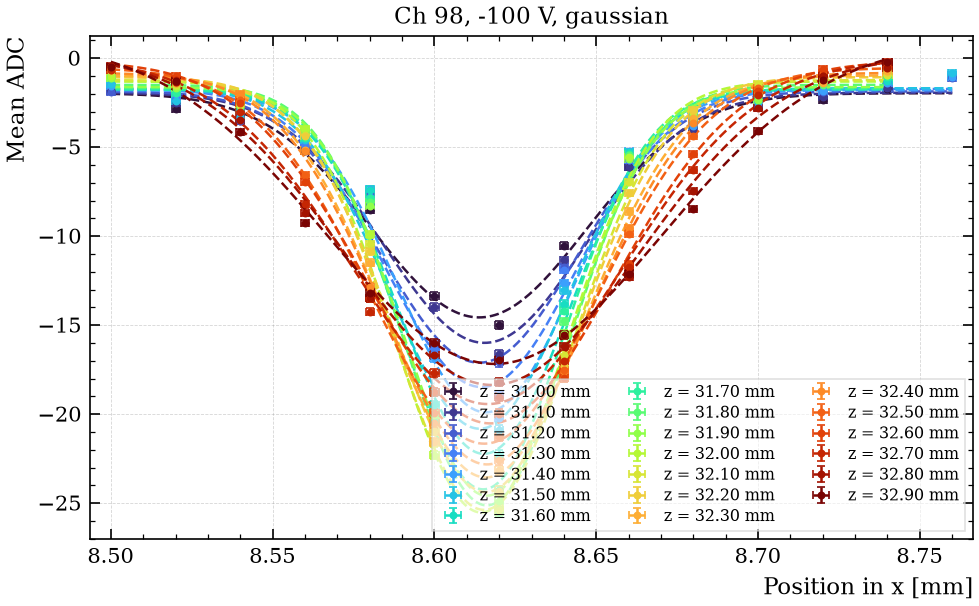 Ch 98, -100 V, gaussian
Mean ADC
0
−5
−10
−15
−20
−25
z = 31.00 mm
z = 31.10 mm
z = 31.20 mm
z = 31.30 mm
z = 31.40 mm
z = 31.50 mm
z = 31.60 mm
z = 31.70 mm
z = 31.80 mm
z = 31.90 mm
z = 32.00 mm
z = 32.10 mm
z = 32.20 mm
z = 32.30 mm
z = 32.40 mm
z = 32.50 mm
z = 32.60 mm
z = 32.70 mm
z = 32.80 mm
z = 32.90 mm
8.50 8.55 8.60 8.65 8.70 8.75
Position in x [mm]